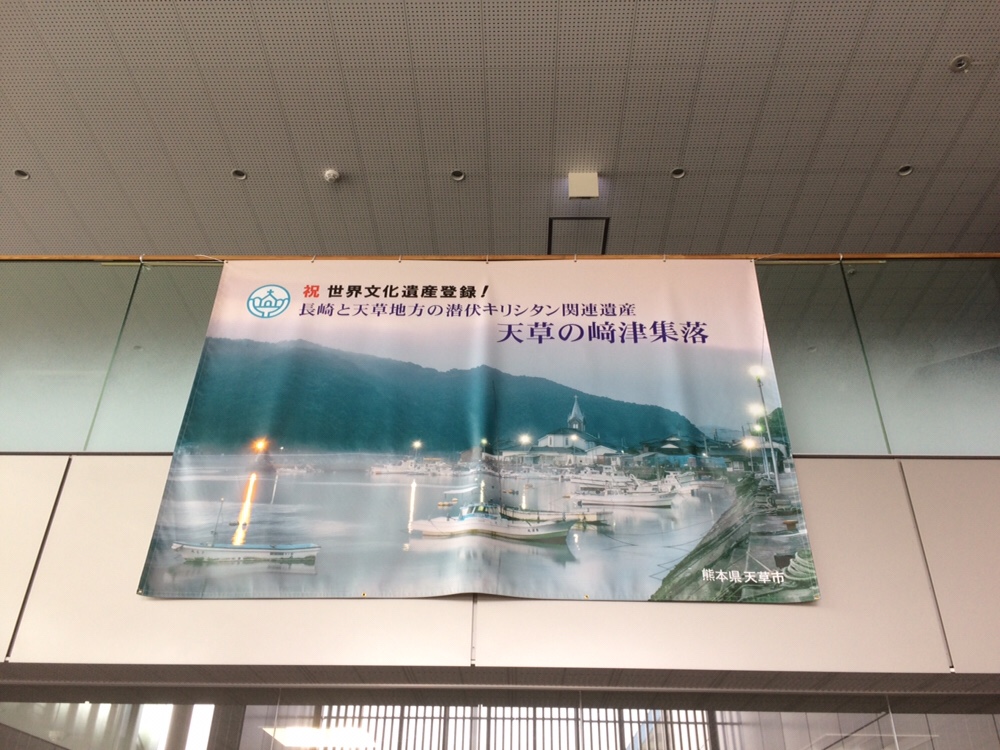 祝 世界文化遺産登録!
長崎と天草地方の潜伏キリシタン関連遺産
天草の﨑津集落
熊本県天草市